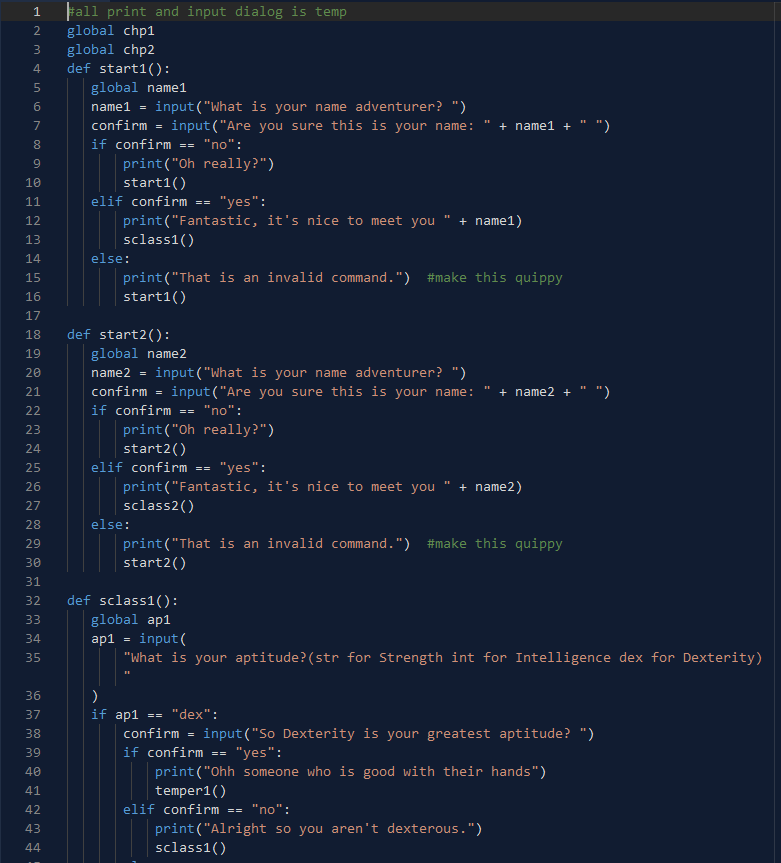 1 #all print and input dialog is temp
2 global chp1
3 global chp2
4 def start1():
5 global name1
6 name1 = input("What is your name adventurer? ")
7 confirm = input("Are you sure this is your name: " + name1 + " ")
8 if confirm == "no":
9 print("Oh really?")
10 start1()
11 elif confirm == "yes":
12 print("Fantastic, it's nice to meet you " + name1)
13 sclass1()
14 else:
15 print("That is an invalid command.")  #make this quippy
16 start1()
17
18 def start2():
19 global name2
20 name2 = input("What is your name adventurer? ")
21 confirm = input("Are you sure this is your name: " + name2 + " ")
22 if confirm == "no":
23 print("Oh really?")
24 start2()
25 elif confirm == "yes":
26 print("Fantastic, it's nice to meet you " + name2)
27 sclass2()
28 else:
29 print("That is an invalid command.")  #make this quippy
30 start2()
31
32 def sclass1():
33 global ap1
34 ap1 = input(
35 "What is your aptitude?(str for Strength int for Intelligence dex for Dexterity)
"
36 )
37 if ap1 == "dex":
38 confirm = input("So Dexterity is your greatest aptitude? ")
39 if confirm == "yes":
40 print("Ohh someone who is good with their hands")
41 temper1()
42 elif confirm == "no":
43 print("Alright so you aren't dexterous.")
44 sclass1()